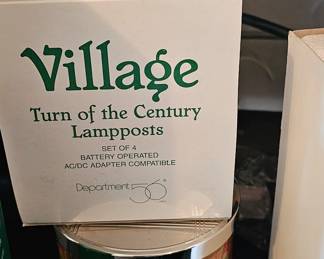 Village
Turn of the Century
Lampposts
SET OF 4
BATTERY OPERATED
AC/DC ADAPTER COMPATIBLE
Department 56